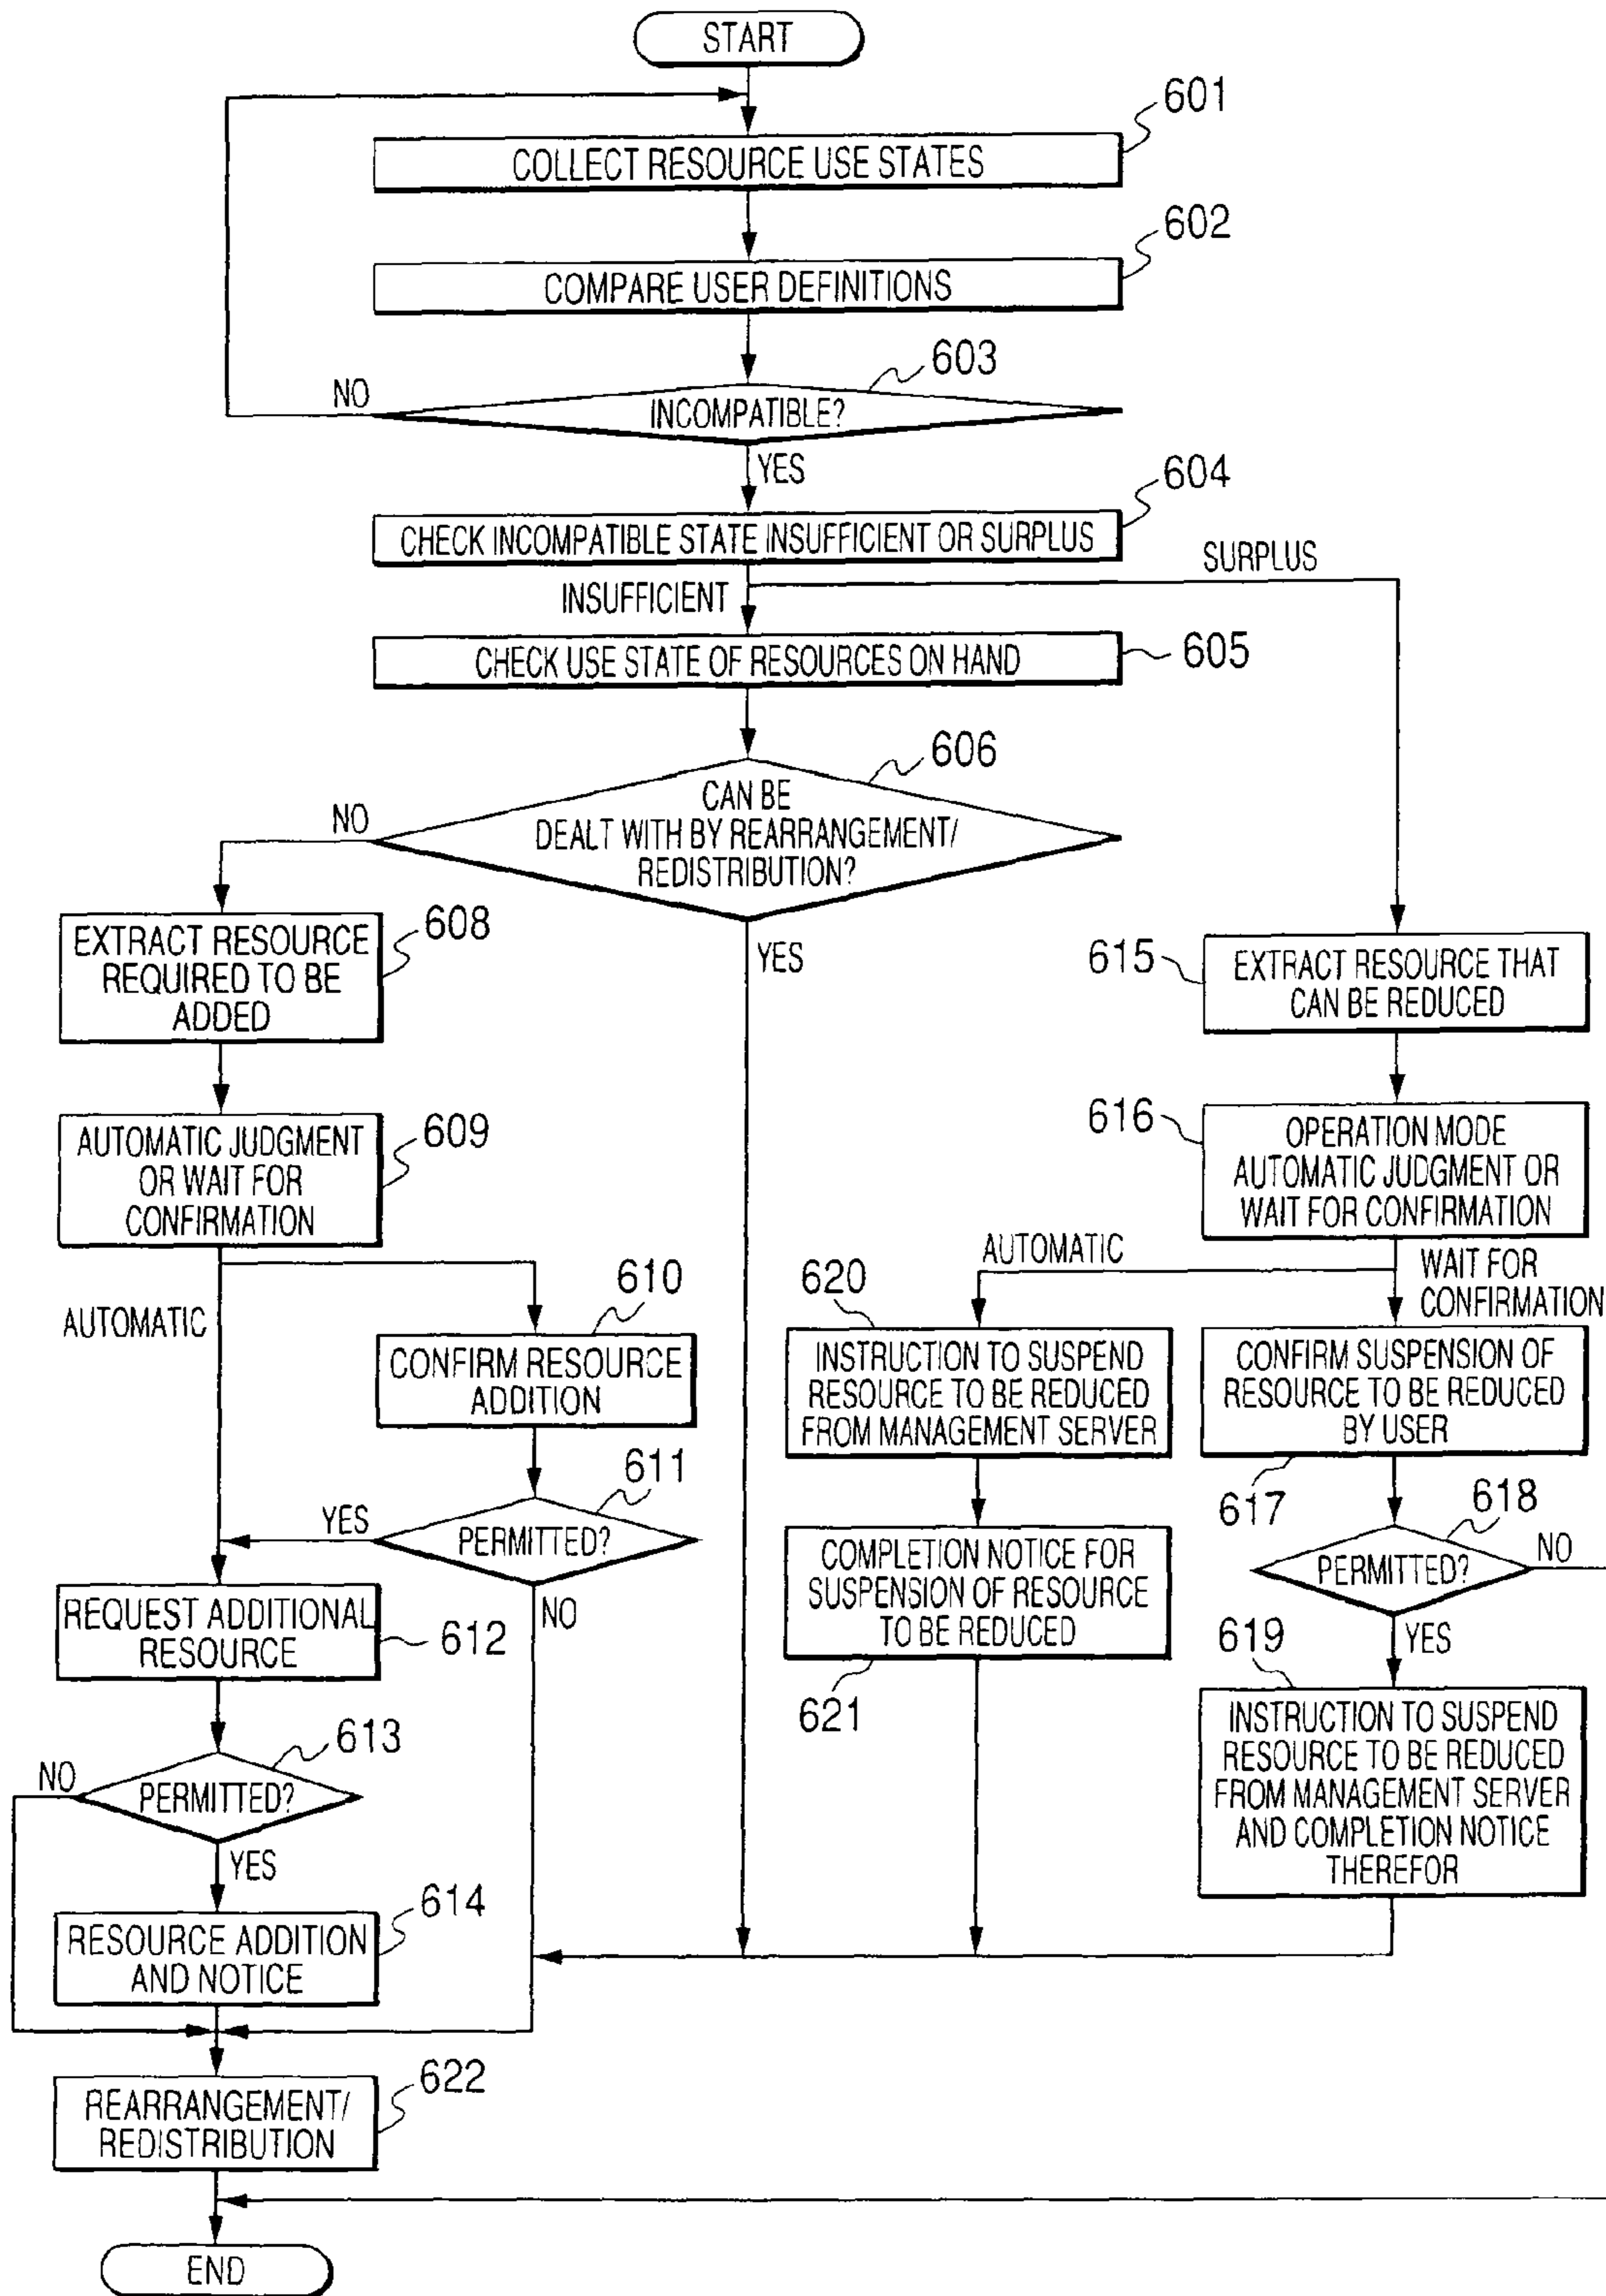 START
601
COLLECT RESOURCE USE STATES
602
COMPARE USER DEFINITIONS
603
NO
INCOMPATIBLE?
YES
604
CHECK INCOMPATIBLE STATE INSUFFICIENT OR SURPLUS
SURPLUS
INSUFFICIENT
CHECK USE STATE OF RESOURCES ON HAND
605
606
NO
CAN BE
DEALT WITH BY REARRANGEMENT/
REDISTRIBUTION?
YES
608
EXTRACT RESOURCE
REQUIRED TO BE
ADDED
615
EXTRACT RESOURCE THAT
CAN BE REDUCED
609
AUTOMATIC JUDGMENT
OR WAIT FOR
CONFIRMATION
616
OPERATION MODE
AUTOMATIC JUDGMENT OR
WAIT FOR CONFIRMATION
AUTOMATIC
WAIT FOR
CONFIRMATION
AUTOMATIC
610
CONFIRM RESOURCE
ADDITION
620
INSTRUCTION TO SUSPEND
RESOURCE TO BE REDUCED
FROM MANAGEMENT SERVER
CONFIRM SUSPENSION OF
RESOURCE TO BE REDUCED
BY USER
617
611
YES
PERMITTED?
NO
COMPLETION NOTICE FOR
SUSPENSION OF RESOURCE
TO BE REDUCED
621
618
PERMITTED?
NO
YES
REQUEST ADDITIONAL
RESOURCE
612
619
INSTRUCTION TO SUSPEND
RESOURCE TO BE REDUCED
FROM MANAGEMENT SERVER
AND COMPLETION NOTICE
THEREFOR
613
NO
PERMITTED?
YES
614
RESOURCE ADDITION
AND NOTICE
622
REARRANGEMENT/
REDISTRIBUTION
END